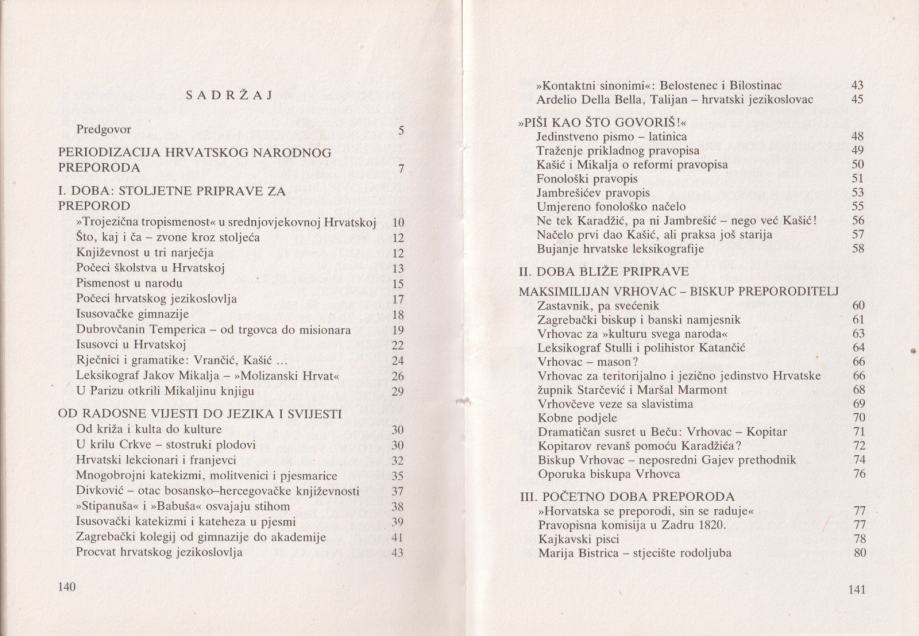 SADRŽAJ
Predgovor 5
PERIODIZACIJA HRVATSKOG NARODNOG
PREPORODA 7
I. DOBA: STOLJETNE PRIPRAVE ZA
PREPOROD
»Trojezična tropismenost« u srednjovjekovnoj Hrvatskoj 10
Što, kaj i ča – zvone kroz stoljeća 12
Književnost u tri narječja 12
Počeci školstva u Hrvatskoj 13
Pismenost u narodu 15
Počeci hrvatskog jezikoslovlja 17
Isusovačke gimnazije 18
Dubrovčanin Temperica – od trgovca do misionara 19
Isusovci u Hrvatskoj 22
Rječnici i gramatike: Vrančić, Kašić ... 24
Leksikograf Jakov Mikalja – »Molizanski Hrvat« 26
U Parizu otkrili Mikaljinu knjigu 29
OD RADOSNE VIJESTI DO JEZIKA I SVIJESTI
Od križa i kulta do kulture 30
U krilu Crkve – stostruki plodovi 30
Hrvatski lekcionari i franjevci 32
Mnogobrojni katekizmi, molitvenici i pjesmarice 35
Divković – otac bosansko–hercegovačke književnosti 37
»Stipanuša« i »Babuša« osvajaju stihom 38
Isusovački katekizmi i kateheza u pjesmi 39
Zagrebački kolegij od gimnazije do akademije 41
Procvat hrvatskog jezikoslovlja 43
140
»Kontaktni sinonimi«: Belostenec i Bilostinac 43
Ardelio Della Bella, Talijan – hrvatski jezikoslovac 45
»PIŠI KAO ŠTO GOVORIŠ!«
Jedinstveno pismo – latinica 48
Traženje prikladnog pravopisa 49
Kašić i Mikalja o reformi pravopisa 50
Fonološki pravopis 51
Jambrešićev pravopis 53
Umjereno fonološko načelo 55
Ne tek Karadžić, pa ni Jambrešić – nego već Kašić! 56
Načelo prvi dao Kašić, ali praksa još starija 57
Bujanje hrvatske leksikografije 58
II. DOBA BLIŽE PRIPRAVE
MAKSIMILIJAN VRHOVAC – BISKUP PREPORODITELJ
Zastavnik, pa svećenik 60
Zagrebački biskup i banski namjesnik 61
Vrhovac za »kulturu svega naroda« 63
Leksikograf Stulli i polihistor Katančić 64
Vrhovac – mason? 66
Vrhovac za teritorijalno i jezično jedinstvo Hrvatske 66
župnik Starčević i Maršal Marmont 68
Vrhovčeve veze sa slavistima 69
Kobne podjele 70
Dramatičan susret u Beču: Vrhovac – Kopitar 71
Kopitarov revanš pomoću Karadžića? 72
Biskup Vrhovac – neposredni Gajev prethodnik 74
Oporuka biskupa Vrhovca 76
III. POČETNO DOBA PREPORODA
»Horvatska se preporodi, sin se raduje« 77
Pravopisna komisija u Zadru 1820. 77
Kajkavski pisci 78
Marija Bistrica – stjecište rodoljuba 80
141